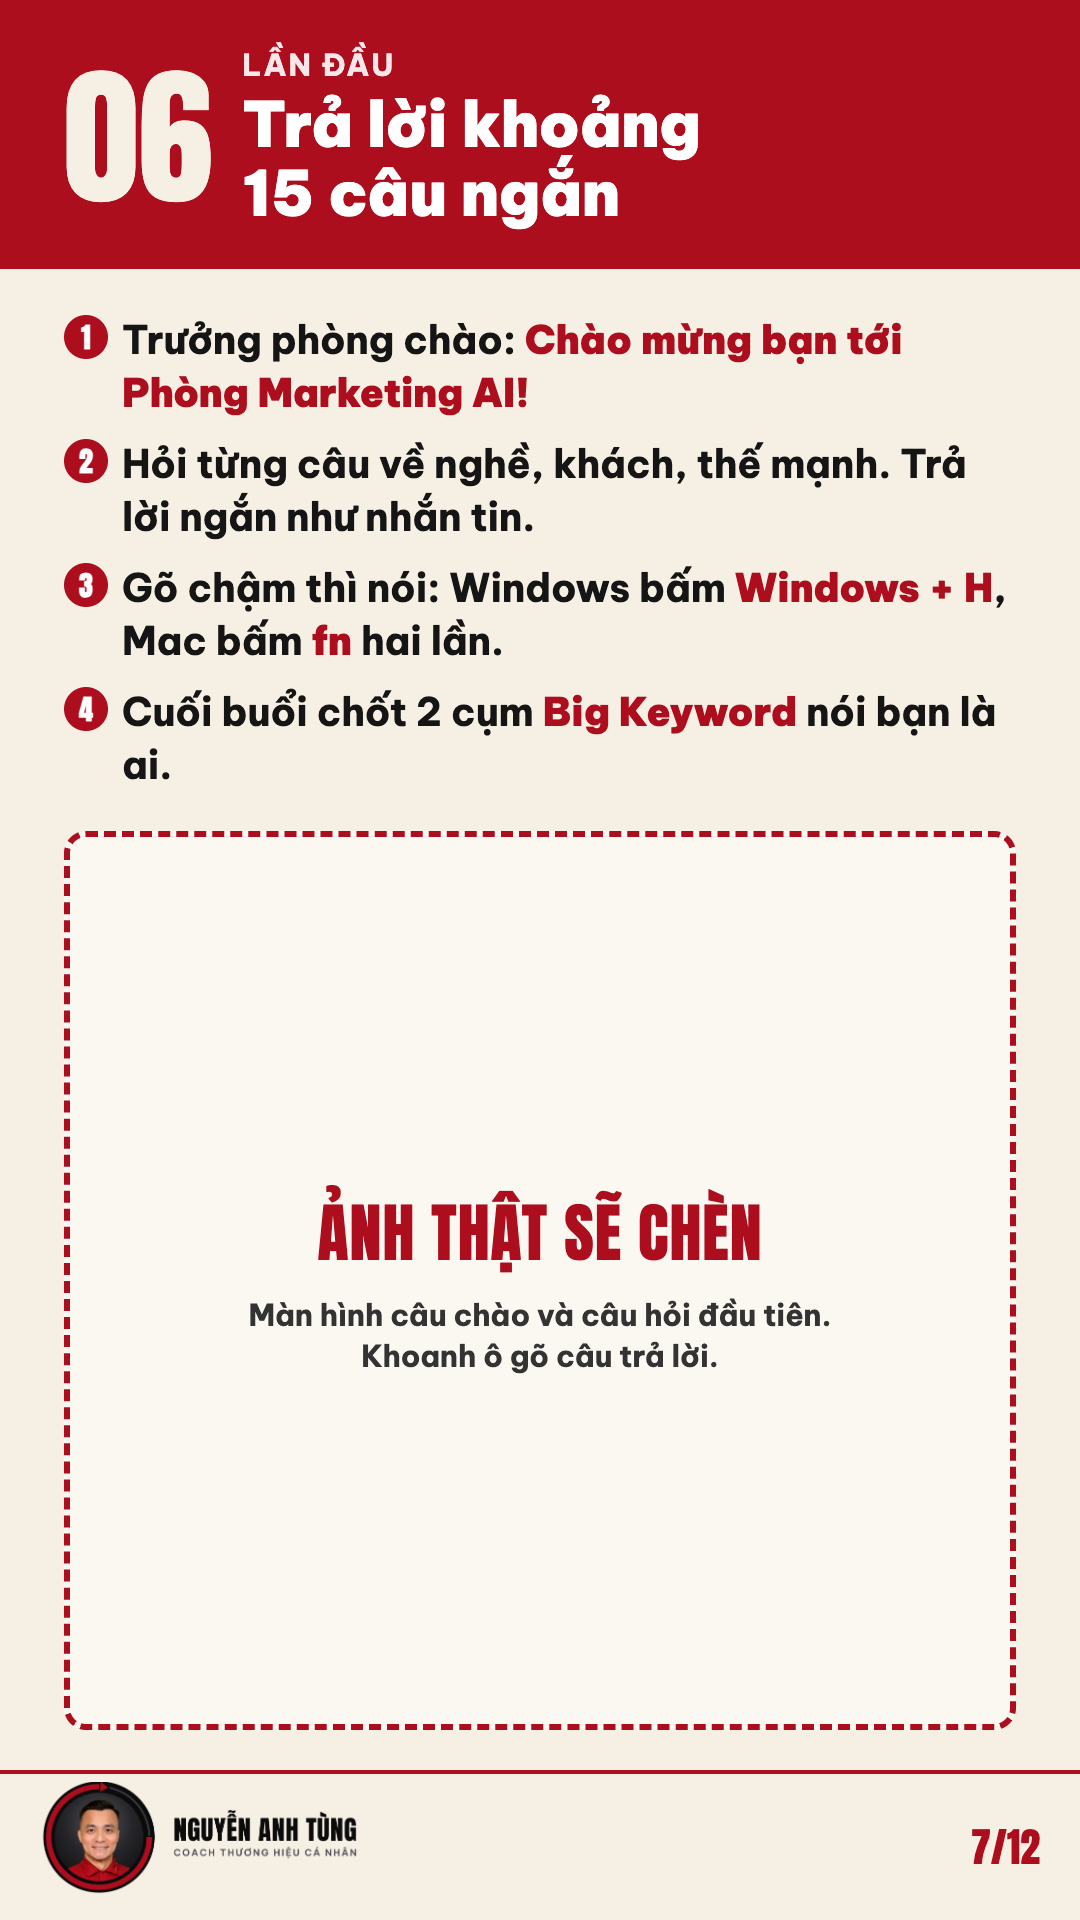 06
LẦN ĐẦU
Trả lời khoảng
15 câu ngắn
1 Trưởng phòng chào: Chào mừng bạn tới
Phòng Marketing AI!
2 Hỏi từng câu về nghề, khách, thế mạnh. Trả
lời ngắn như nhắn tin.
3 Gõ chậm thì nói: Windows bấm Windows + H,
Mac bấm fn hai lần.
4 Cuối buổi chốt 2 cụm Big Keyword nói bạn là
ai.
ẢNH THẬT SẼ CHÈN
Màn hình câu chào và câu hỏi đầu tiên.
Khoanh ô gõ câu trả lời.
NGUYỄN ANH TÙNG
COACH THƯƠNG HIỆU CÁ NHÂN
7/12